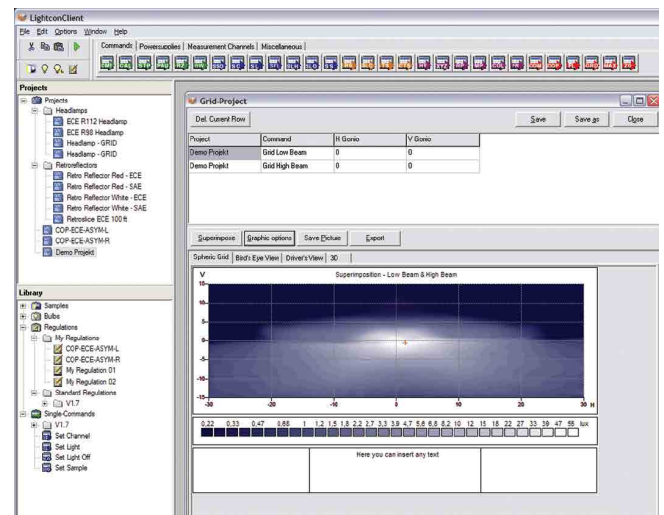 LightconClient
File Edit Options Window Help
Commands Powersupplies Measurement Channels Miscellaneous
Projects
Projects
Headlamps
ECE R112 Headlamp
ECE R98 Headlamp
Headlamp - GRID
Headlamp - GRID
Retroreflectors
Retro Reflector Red - ECE
Retro Reflector Red - SAE
Retro Reflector White - ECE
Retro Reflector White - SAE
Retroslice ECE 100 ft
COP-ECE-ASYM-L
COP-ECE-ASYM-R
Demo Projekt
Library
Samples
Bulbs
Regulations
My Regulations
COP-ECE-ASYM-L
COP-ECE-ASYM-R
My Regulation 01
My Regulation 02
Standard Regulations
V1.7
Single-Commands
V1.7
Set Channel
Set Light
Set Light Off
Set Sample
Grid-Project
Del. Current Row Save Save as Close
Project Command H Gonio V Gonio
Demo Projekt Grid Low Beam 0 0
Demo Projekt Grid High Beam 0 0
Superimpose Graphic options Save Picture Export
Spheric Grid Bird's Eye View Driver's View 3D
V Superimposition - Low Beam & High Beam
15
10
5
0
-5
-10
-15
-30 -20 -10 0 10 20 30 H
0,22 0,33 0,47 0,68 1 1,2 1,5 1,8 2,2 2,7 3,3 3,9 4,7 5,6 6,8 8,2 10 12 15 18 22 27 33 39 47 56 lux
Here you can insert any text